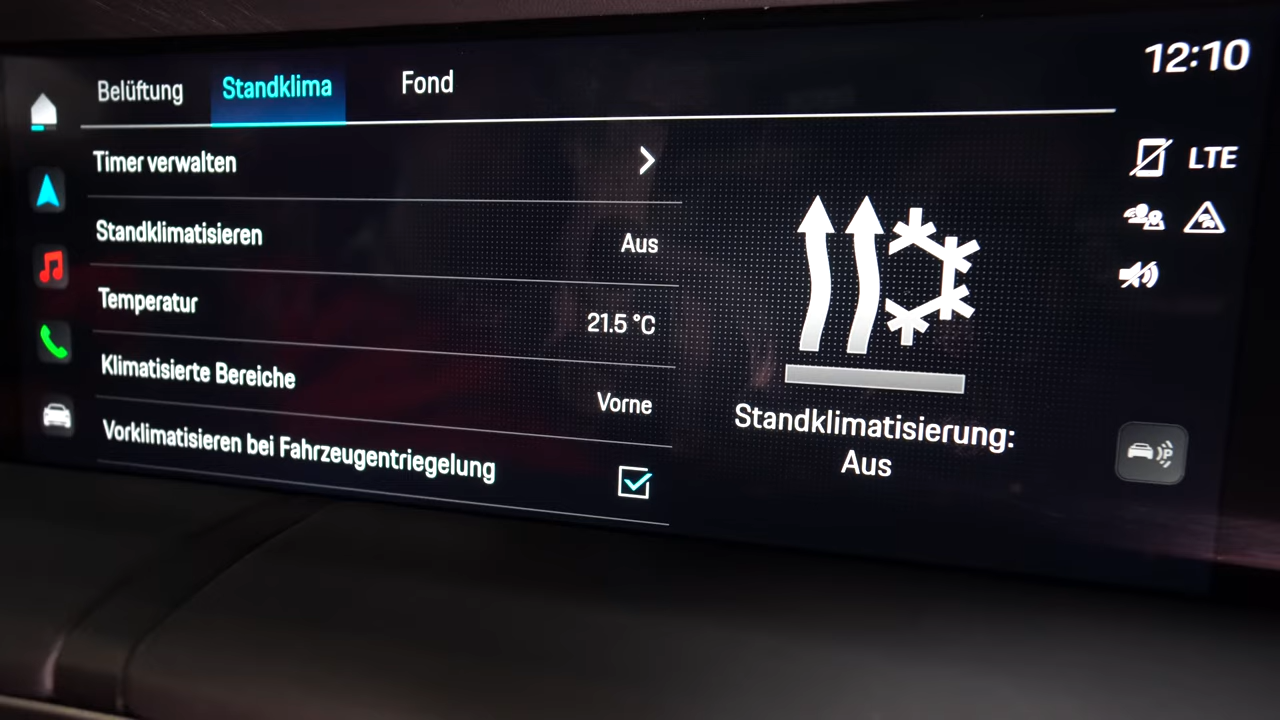 12:10
Belüftung Standklima Fond
Timer verwalten
LTE
Standklimatisieren Aus
Temperatur 21.5 °C
Klimatisierte Bereiche Vorne
Vorklimatisieren bei Fahrzeugentriegelung
Standklimatisierung:
Aus
P